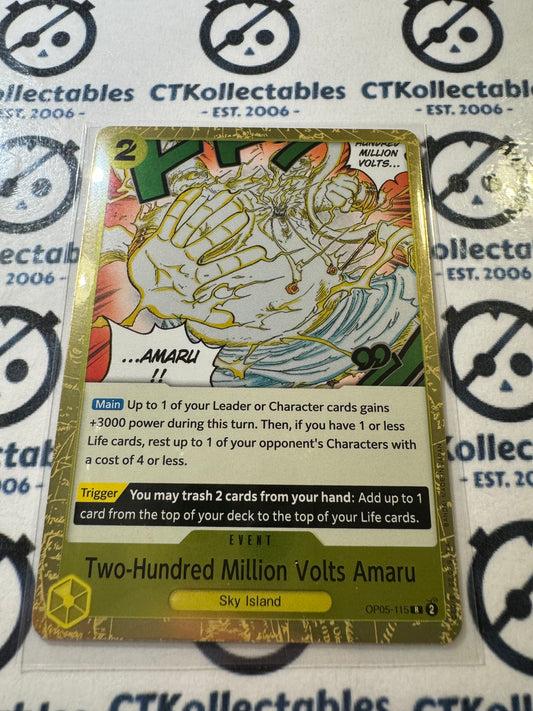 CTKollectables
CTKollectables
- EST. 2006 -
- EST. 2006 -
2
HUNDRED
MILLION
VOLTS...
...AMARU
!!
Main Up to 1 of your Leader or Character cards gains
+3000 power during this turn. Then, if you have 1 or less
Life cards, rest up to 1 of your opponent's Characters with
a cost of 4 or less.
Trigger You may trash 2 cards from your hand: Add up to 1
card from the top of your deck to the top of your Life cards.
EVENT
Two-Hundred Million Volts Amaru
Sky Island
OP05-115 R 2